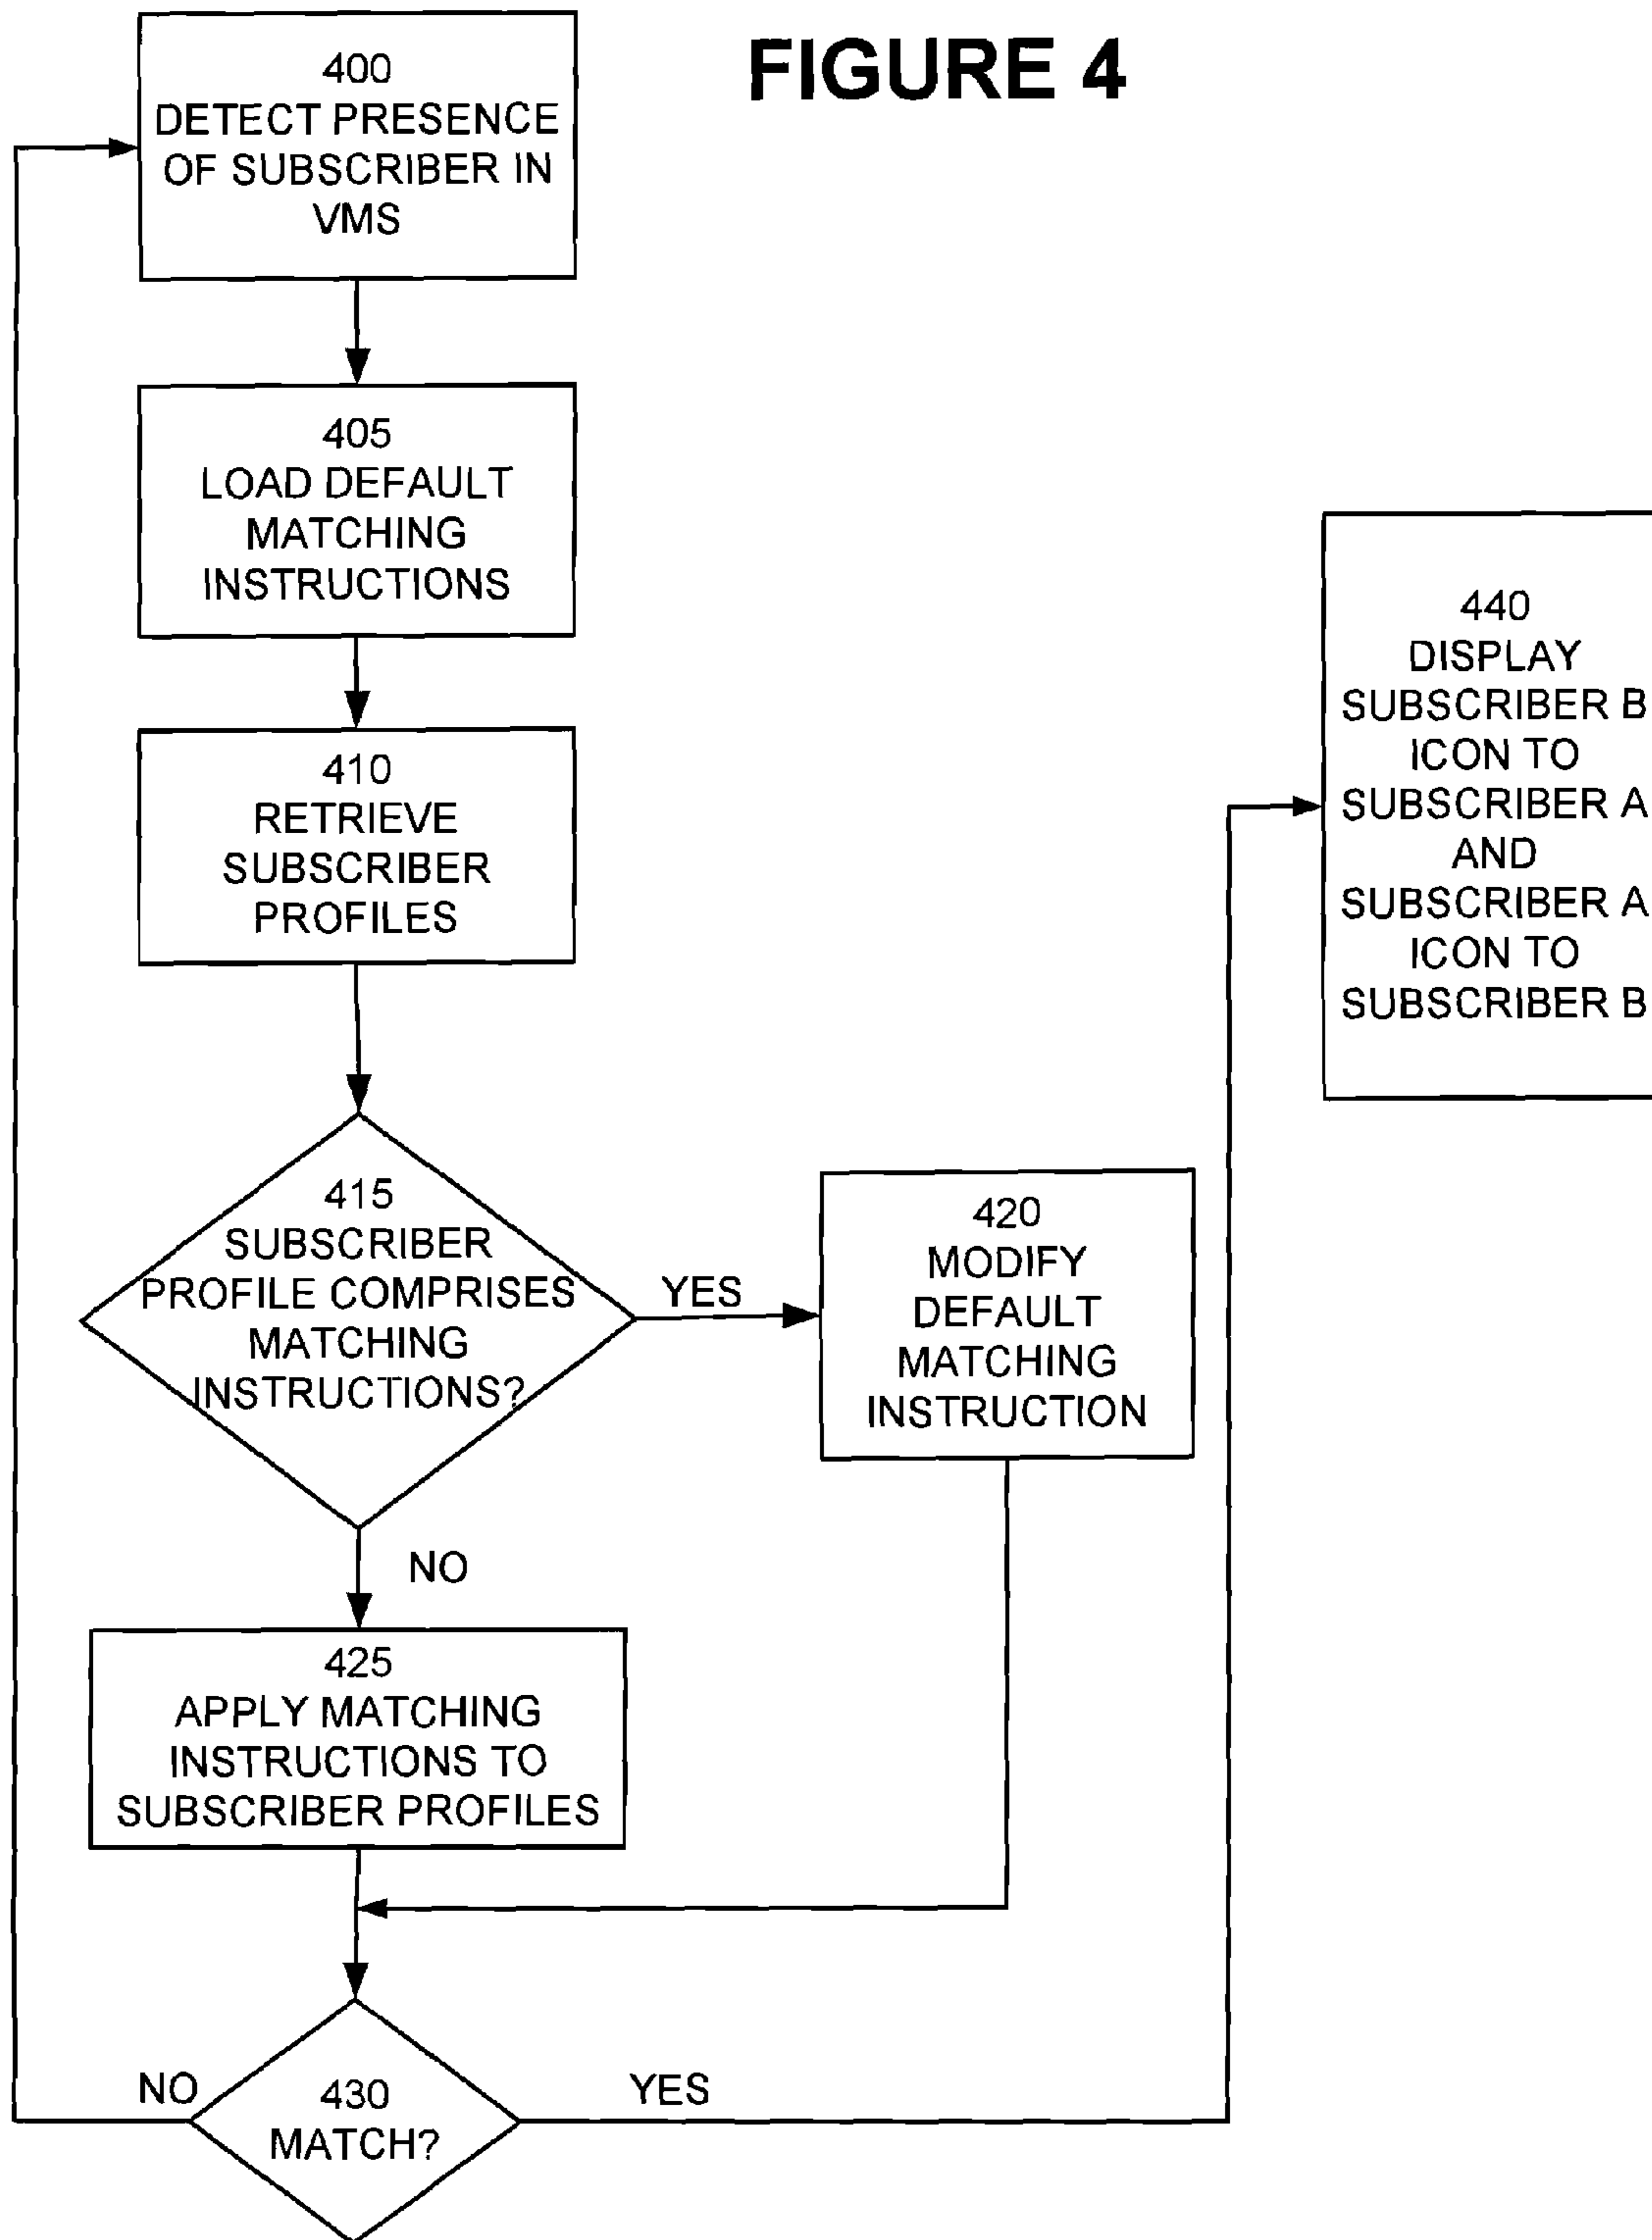 FIGURE 4
400
DETECT PRESENCE
OF SUBSCRIBER IN
VMS
405
LOAD DEFAULT
MATCHING
INSTRUCTIONS
410
RETRIEVE
SUBSCRIBER
PROFILES
415
SUBSCRIBER
PROFILE COMPRISES
MATCHING
INSTRUCTIONS?
YES
420
MODIFY
DEFAULT
MATCHING
INSTRUCTION
NO
425
APPLY MATCHING
INSTRUCTIONS TO
SUBSCRIBER PROFILES
430
MATCH?
NO
YES
440
DISPLAY
SUBSCRIBER B
ICON TO
SUBSCRIBER A
AND
SUBSCRIBER A
ICON TO
SUBSCRIBER B